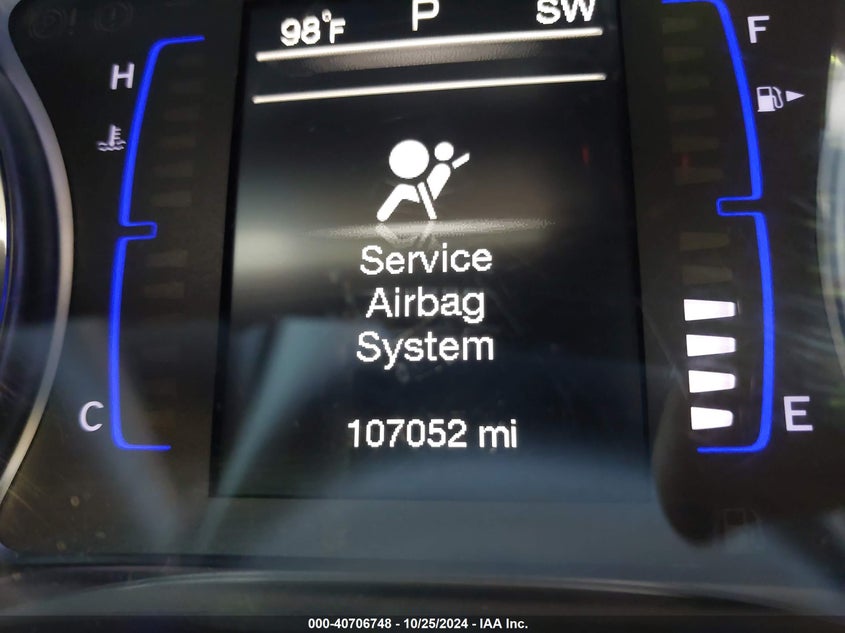 98°F P SW
H F
Service
Airbag
System
C E
107052 mi
000-40706748 - 10/25/2024 - IAA Inc.